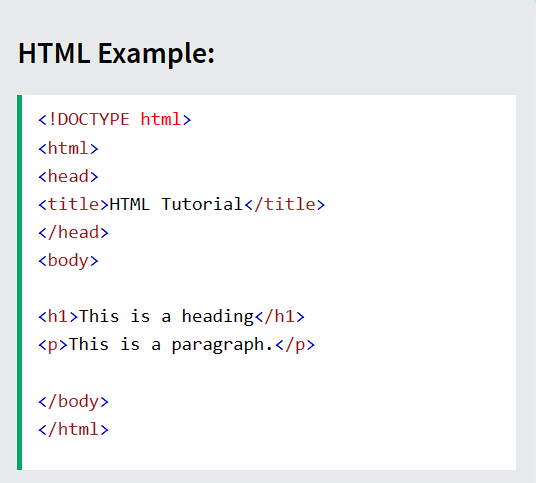 HTML Example:
<!DOCTYPE html>
<html>
<head>
<title>HTML Tutorial</title>
</head>
<body>
<h1>This is a heading</h1>
<p>This is a paragraph.</p>
</body>
</html>